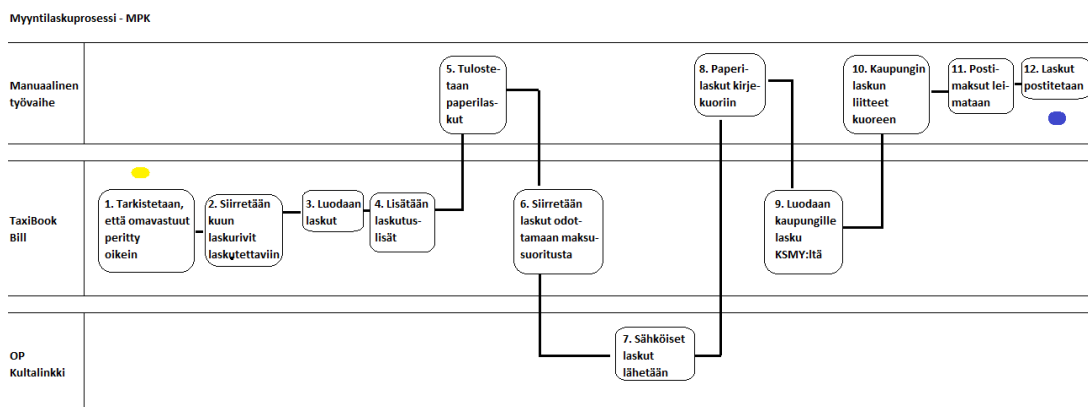 Myyntilaskuprosessi - MPK
Manuaalinen
työvaihe
5. Tuloste-
taan
paperilas-
kut
8. Paperi-
laskut kirje-
kuoriin
10. Kaupungin
laskun
liitteet
kuoreen
11. Posti-
maksut lei-
mataan
12. Laskut
postitetaan
TaxiBook
Bill
1. Tarkistetaan,
että omavastuut
peritty
oikein
2. Siirretään
kuun
laskurivit
laskutettaviin
3. Luodaan
laskut
4. Lisätään
laskutus-
lisät
6. Siirretään
laskut odot-
tamaan maksu-
suoritusta
9. Luodaan
kaupungille
lasku
KSMY:ltä
OP
Kultalinkki
7. Sähköiset
laskut
lähetään